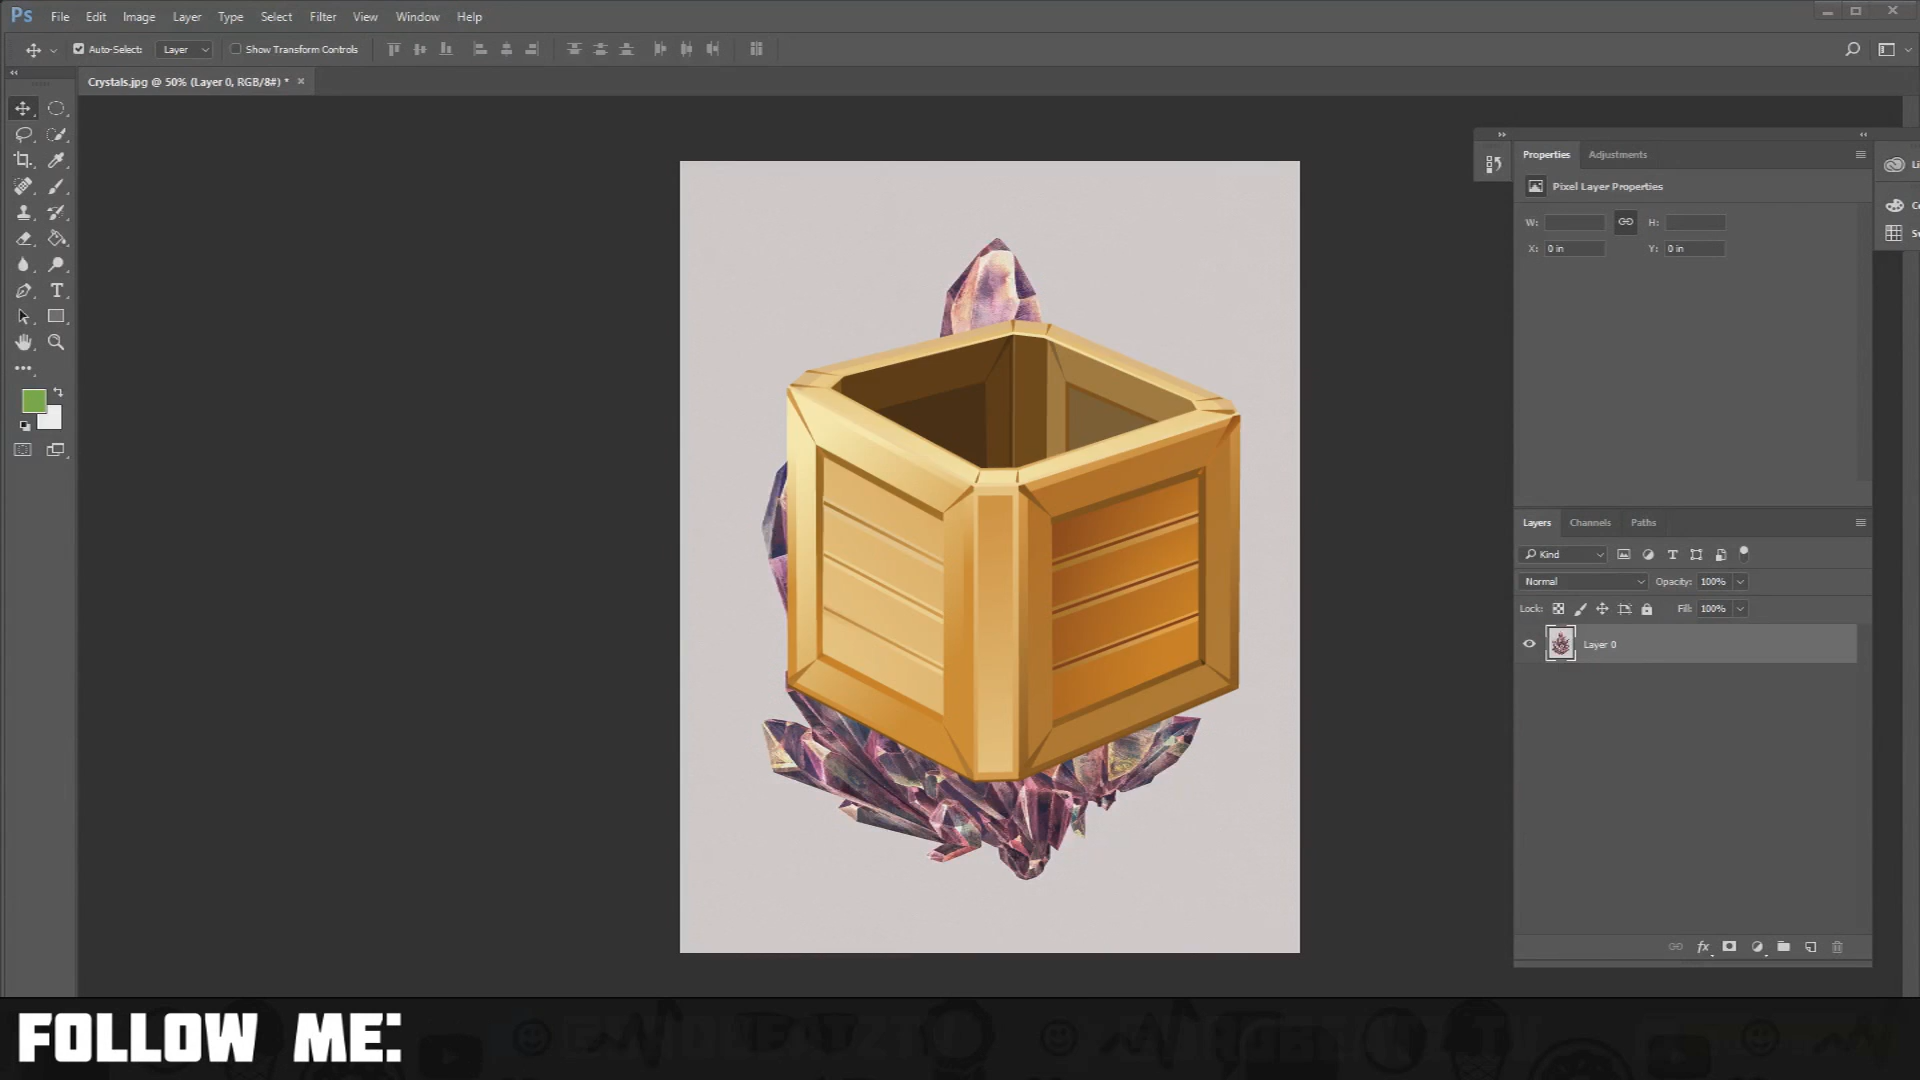 Ps File Edit Image Layer Type Select Filter View Window Help
Auto-Select: Layer Show Transform Controls
Crystals.jpg @ 50% (Layer 0, RGB/8#) * ×
Properties Adjustments
Pixel Layer Properties
W: H:
X: 0 in Y: 0 in
Layers Channels Paths
Kind
Normal Opacity: 100%
Lock: Fill: 100%
Layer 0
fx
FOLLOW ME: